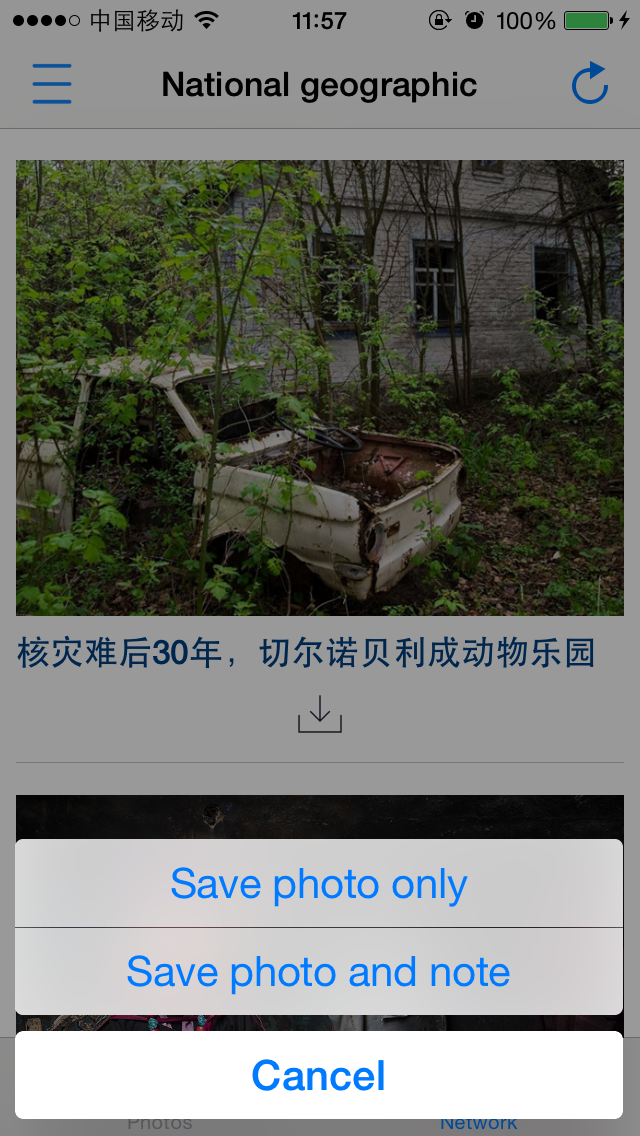 中国移动 11:57 100%
National geographic
核灾难后30年，切尔诺贝利成动物乐园
Save photo only
Save photo and note
Cancel
Photos Network